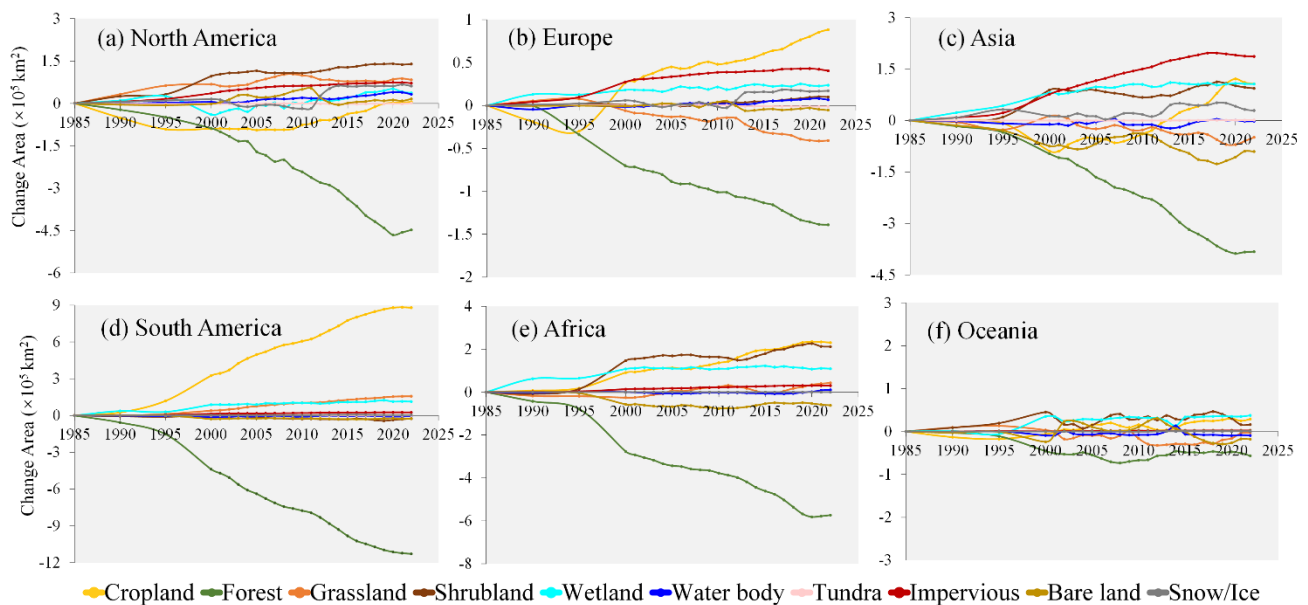 (a) North America
Change Area (×10⁵ km²)
3
1.5
0
-1.5
-3
-4.5
-6
1985 1990 1995 2000 2005 2010 2015 2020 2025
(b) Europe
1
0.5
0
-0.5
-1
-1.5
-2
1985 1990 1995 2000 2005 2010 2015 2020 2025
(c) Asia
3
1.5
0
-1.5
-3
-4.5
1985 1990 1995 2000 2005 2010 2015 2020 2025
(d) South America
Change Area (×10⁵ km²)
9
6
3
0
-3
-6
-9
-12
1985 1990 1995 2000 2005 2010 2015 2020 2025
(e) Africa
4
2
0
-2
-4
-6
-8
1985 1990 1995 2000 2005 2010 2015 2020 2025
(f) Oceania
3
2
1
0
-1
-2
-3
1985 1990 1995 2000 2005 2010 2015 2020 2025
Cropland Forest Grassland Shrubland Wetland Water body Tundra Impervious Bare land Snow/Ice